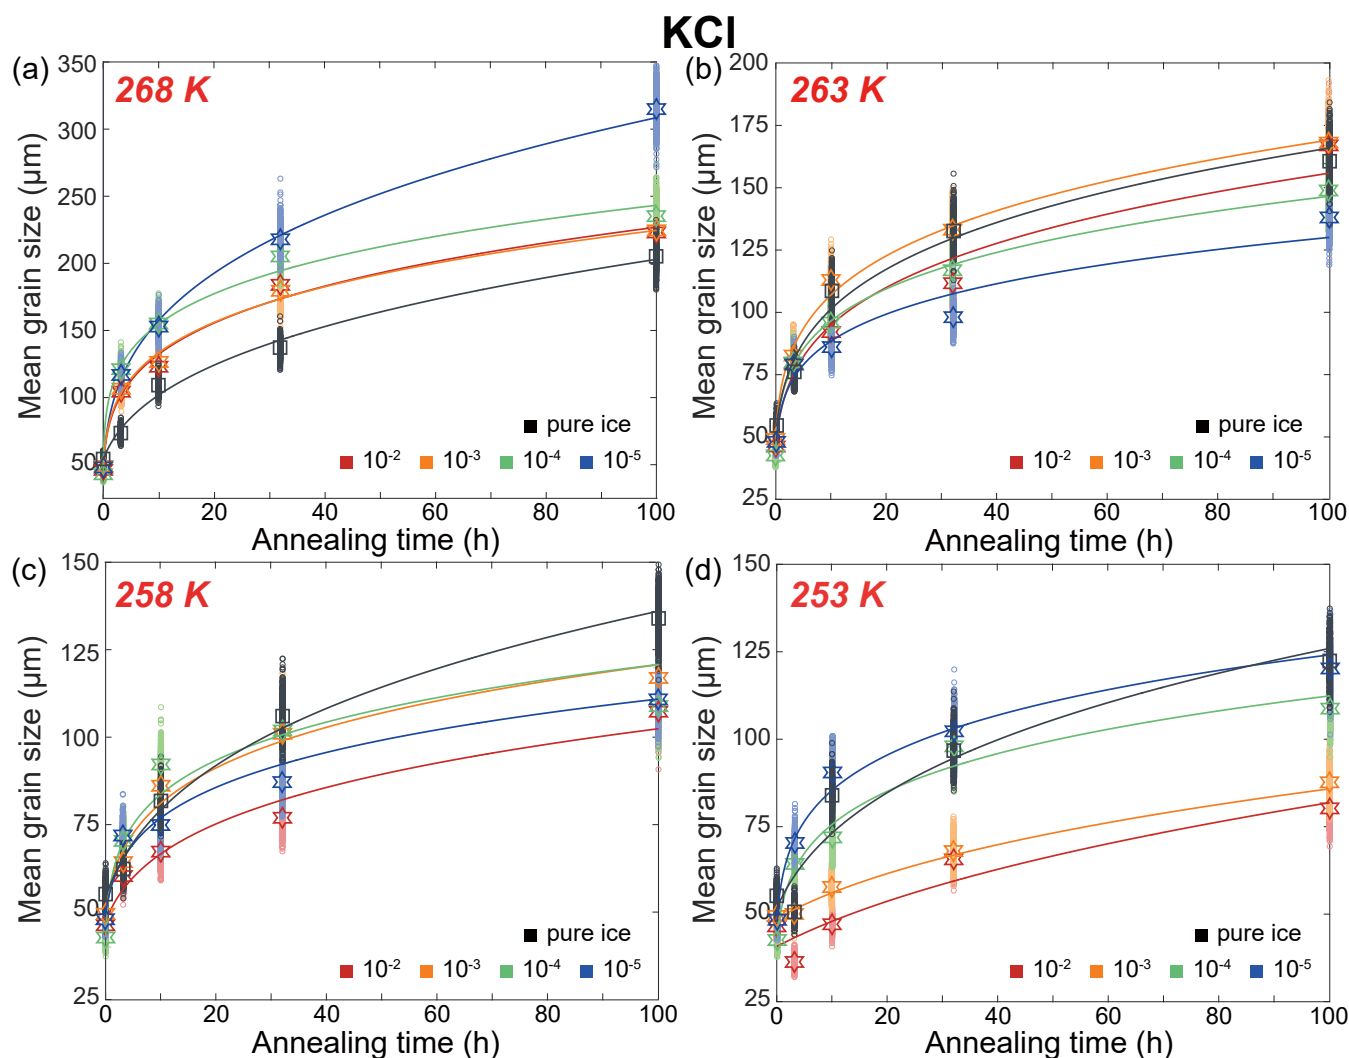 KCl
(a)
268 K
Mean grain size (μm)
350
300
250
200
150
100
50
pure ice
10-2 10-3 10-4 10-5
0 20 40 60 80 100
Annealing time (h)
(b)
263 K
Mean grain size (μm)
200
175
150
125
100
75
50
25
pure ice
10-2 10-3 10-4 10-5
0 20 40 60 80 100
Annealing time (h)
(c)
258 K
Mean grain size (μm)
150
125
100
75
50
25
pure ice
10-2 10-3 10-4 10-5
0 20 40 60 80 100
Annealing time (h)
(d)
253 K
Mean grain size (μm)
150
125
100
75
50
25
pure ice
10-2 10-3 10-4 10-5
0 20 40 60 80 100
Annealing time (h)